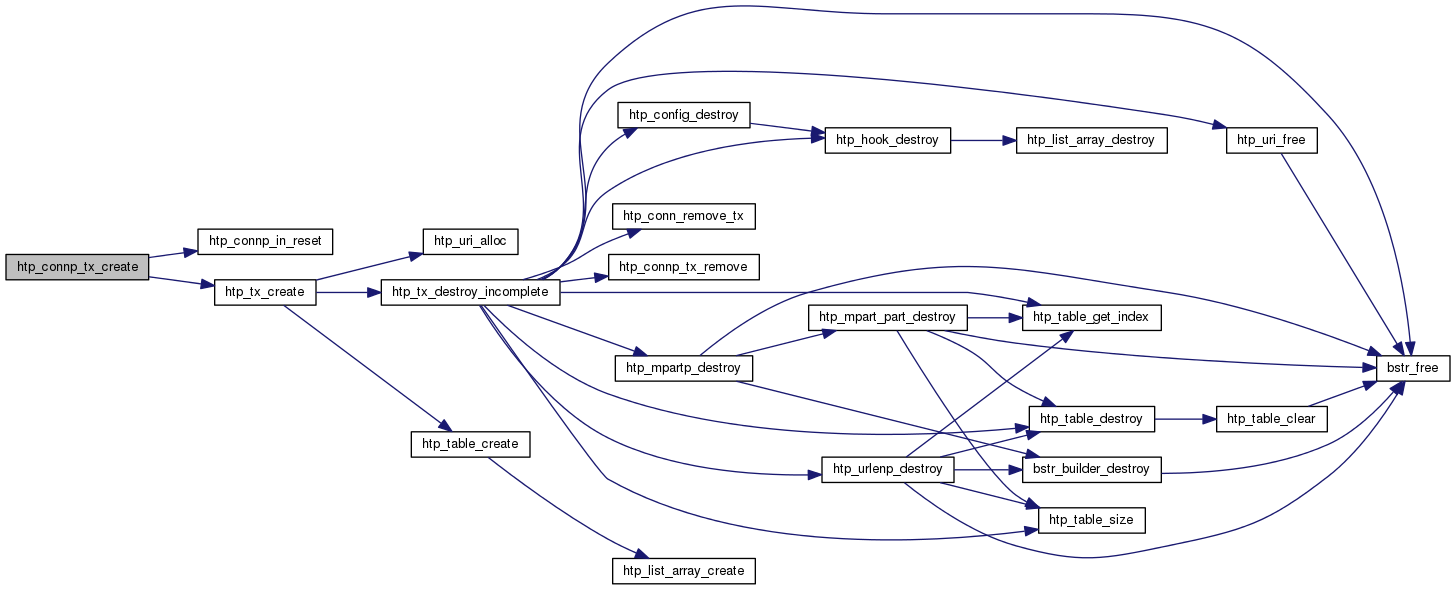 htp_config_destroy
htp_hook_destroy
htp_list_array_destroy
htp_uri_free
htp_conn_remove_tx
htp_connp_in_reset
htp_uri_alloc
htp_connp_tx_create
htp_connp_tx_remove
htp_tx_create
htp_tx_destroy_incomplete
htp_mpart_part_destroy
htp_table_get_index
htp_mpartp_destroy
bstr_free
htp_table_destroy
htp_table_clear
htp_table_create
htp_urlenp_destroy
bstr_builder_destroy
htp_table_size
htp_list_array_create